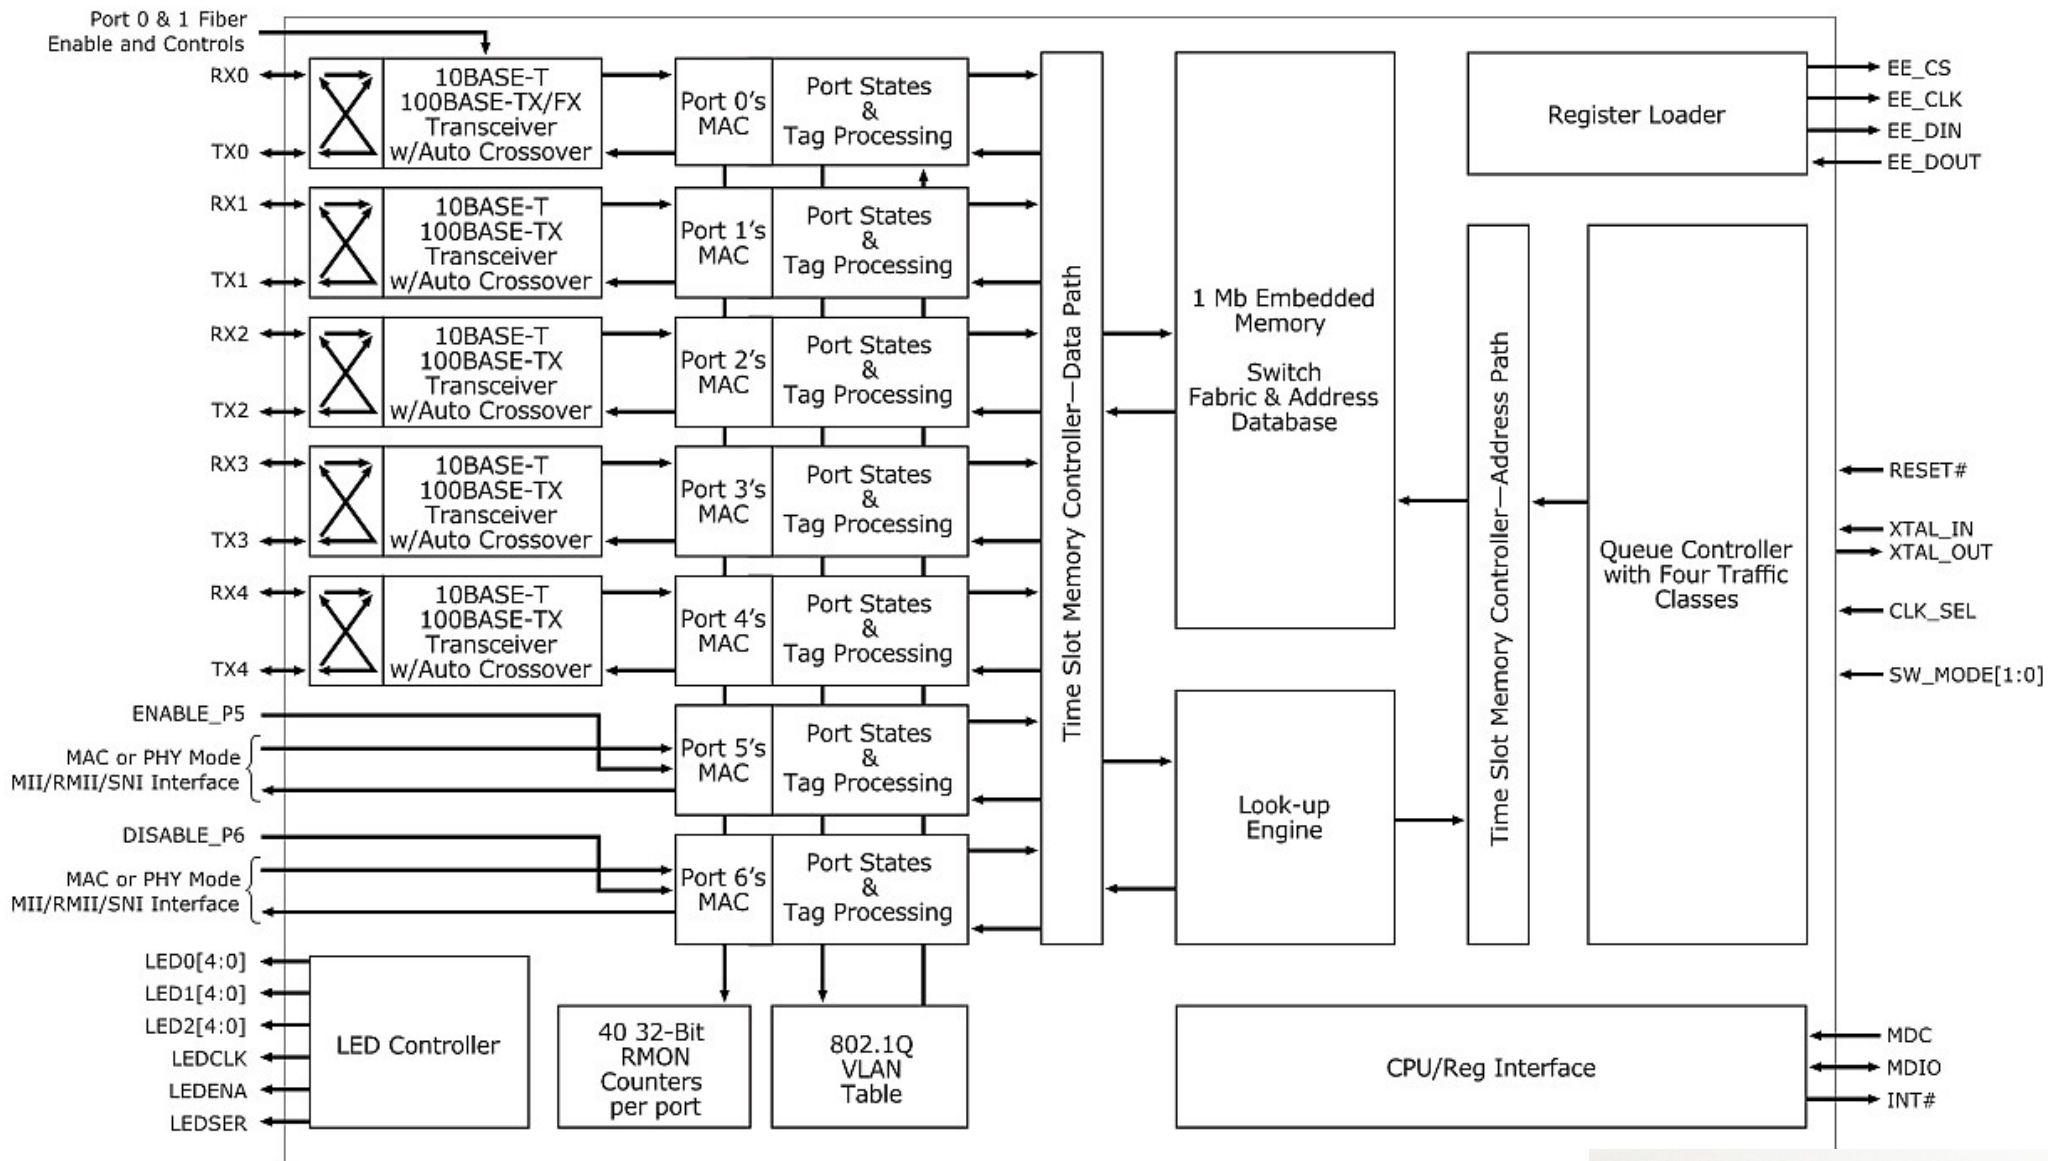 Port 0 & 1 Fiber
Enable and Controls
RX0
TX0
10BASE-T
100BASE-TX/FX
Transceiver
w/Auto Crossover
Port 0’s
MAC
Port States
&
Tag Processing
RX1
TX1
10BASE-T
100BASE-TX
Transceiver
w/Auto Crossover
Port 1’s
MAC
Port States
&
Tag Processing
RX2
TX2
10BASE-T
100BASE-TX
Transceiver
w/Auto Crossover
Port 2’s
MAC
Port States
&
Tag Processing
RX3
TX3
10BASE-T
100BASE-TX
Transceiver
w/Auto Crossover
Port 3’s
MAC
Port States
&
Tag Processing
RX4
TX4
10BASE-T
100BASE-TX
Transceiver
w/Auto Crossover
Port 4’s
MAC
Port States
&
Tag Processing
ENABLE_P5
MAC or PHY Mode
MII/RMII/SNI Interface
Port 5’s
MAC
Port States
&
Tag Processing
DISABLE_P6
MAC or PHY Mode
MII/RMII/SNI Interface
Port 6’s
MAC
Port States
&
Tag Processing
LED0[4:0]
LED1[4:0]
LED2[4:0]
LEDCLK
LEDENA
LEDSER
LED Controller
40 32-Bit
RMON
Counters
per port
802.1Q
VLAN
Table
Time Slot Memory Controller—Data Path
1 Mb Embedded
Memory
Switch
Fabric & Address
Database
Look-up
Engine
Time Slot Memory Controller—Address Path
Register Loader
EE_CS
EE_CLK
EE_DIN
EE_DOUT
Queue Controller
with Four Traffic
Classes
RESET#
XTAL_IN
XTAL_OUT
CLK_SEL
SW_MODE[1:0]
CPU/Reg Interface
MDC
MDIO
INT#